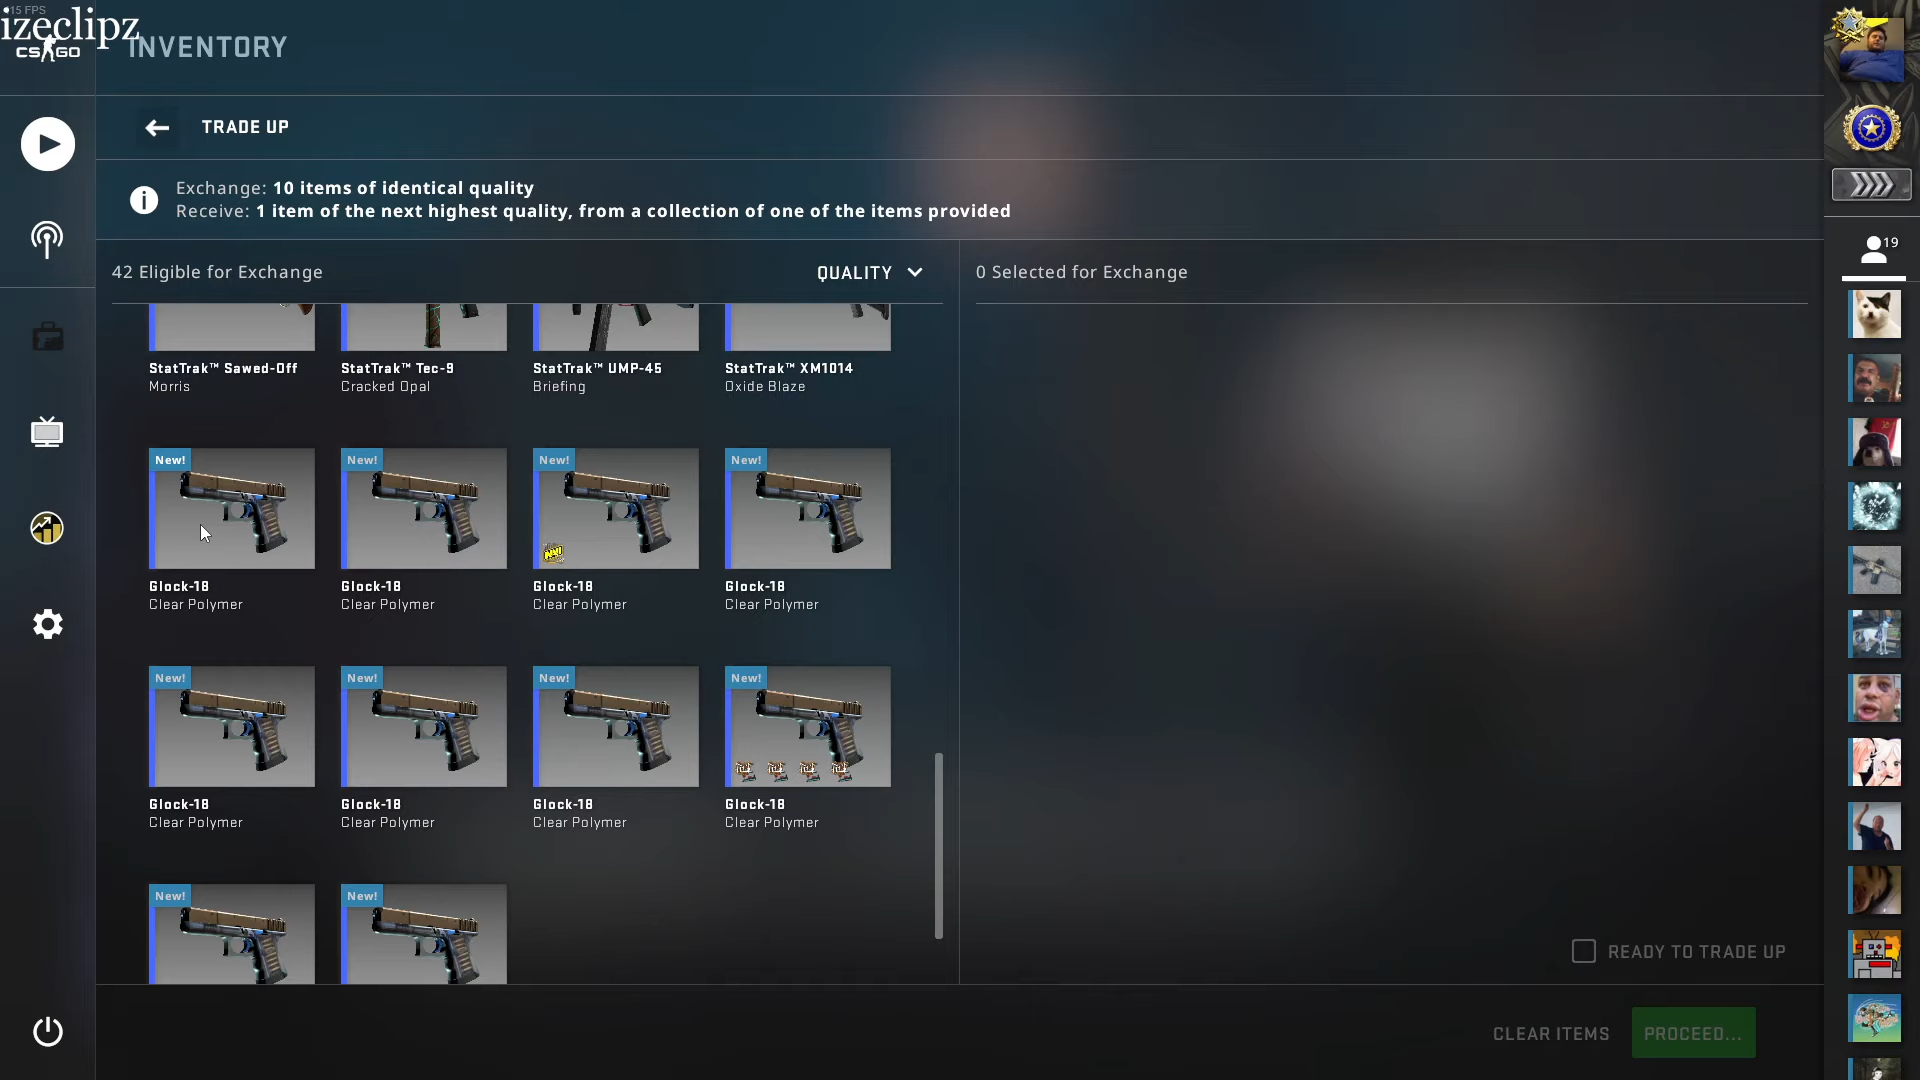 15 FPS
izeclipz
CS GO
INVENTORY
TRADE UP
Exchange: 10 items of identical quality
Receive: 1 item of the next highest quality, from a collection of one of the items provided
42 Eligible for Exchange
QUALITY
0 Selected for Exchange
19
StatTrak™ Sawed-Off
Morris
StatTrak™ Tec-9
Cracked Opal
StatTrak™ UMP-45
Briefing
StatTrak™ XM1014
Oxide Blaze
New!
New!
New!
New!
Glock-18
Clear Polymer
Glock-18
Clear Polymer
Glock-18
Clear Polymer
Glock-18
Clear Polymer
New!
New!
New!
New!
Glock-18
Clear Polymer
Glock-18
Clear Polymer
Glock-18
Clear Polymer
Glock-18
Clear Polymer
New!
New!
READY TO TRADE UP
CLEAR ITEMS
PROCEED...